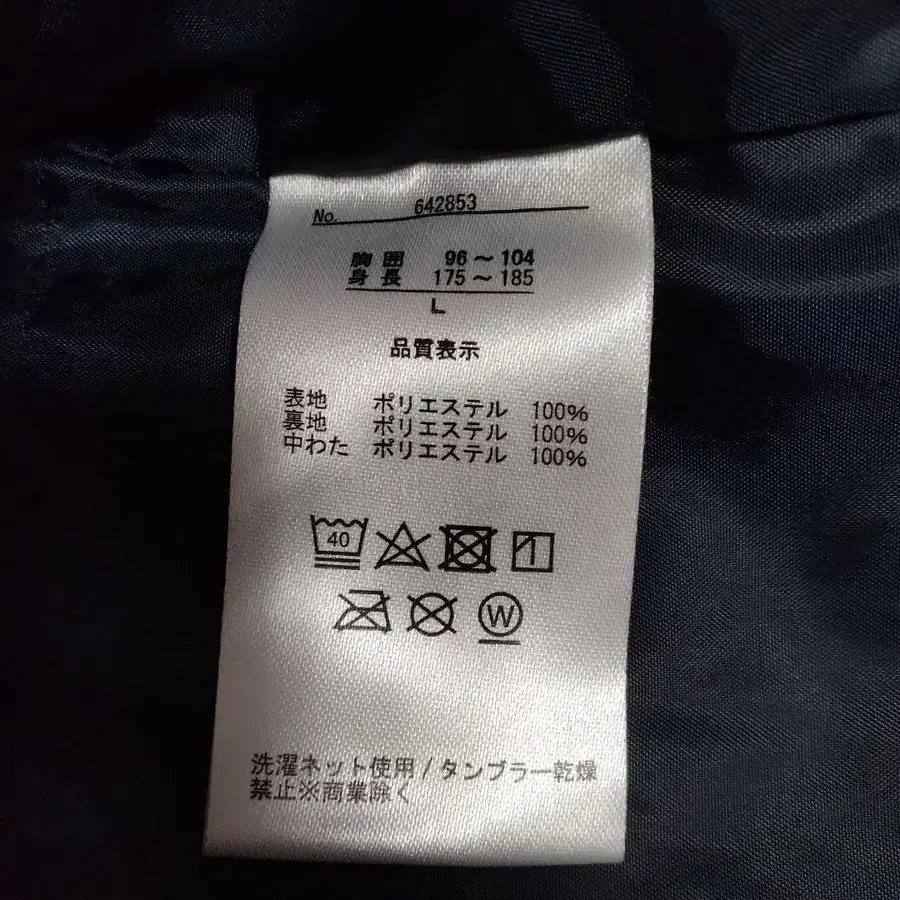 No. 642853
胸囲 96～104
身長 175～185
L
品質表示
表地 ポリエステル 100%
裏地 ポリエステル 100%
中わた ポリエステル 100%
40
W
洗濯ネット使用/タンブラー乾燥
禁止※商業除く